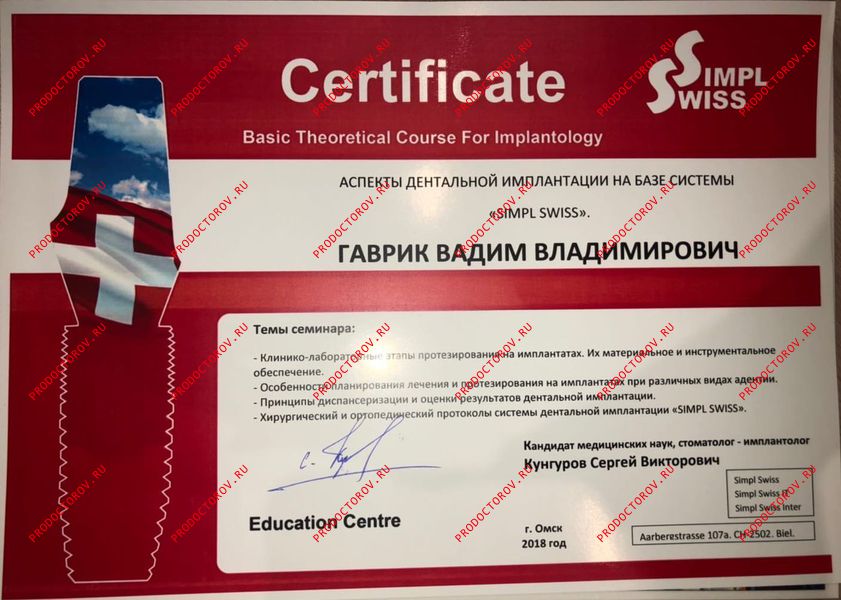 Certificate
SIMPL
SWISS
Basic Theoretical Course For Implantology
АСПЕКТЫ ДЕНТАЛЬНОЙ ИМПЛАНТАЦИИ НА БАЗЕ СИСТЕМЫ
«SIMPL SWISS».
ГАВРИК ВАДИМ ВЛАДИМИРОВИЧ
Темы семинара:
- Клинико-лабораторные этапы протезирования на имплантатах. Их материальное и инструментальное
обеспечение.
- Особенности планирования лечения и протезирования на имплантатах при различных видах адентии.
- Принципы диспансеризации и оценки результатов дентальной имплантации.
- Хирургический и ортопедический протоколы системы дентальной имплантации «SIMPL SWISS».
Кандидат медицинских наук, стоматолог - имплантолог
Кунгуров Сергей Викторович
Simpl Swiss
Simpl Swiss
Simpl Swiss Inter
Education Centre
г. Омск
2018 год
Aarbergstrasse 107a. CH-2502. Biel.
PRODOCTOROV.RU